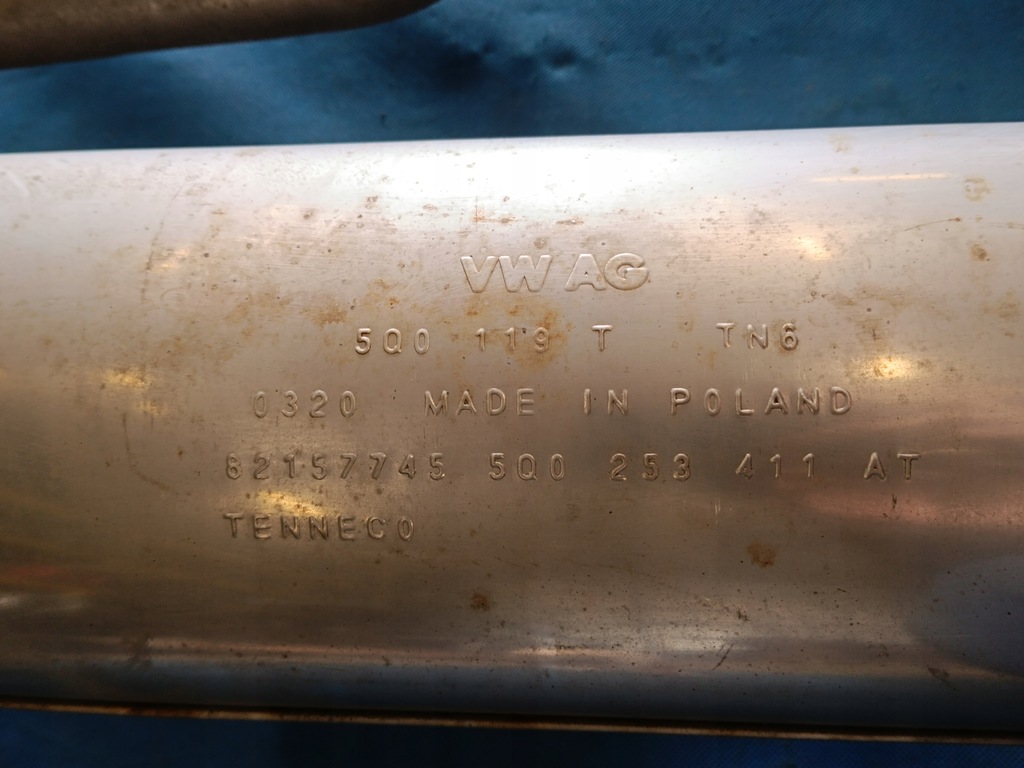 VW AG
5Q0 119 T TN6
0320 MADE IN POLAND
82157745 5Q0 253 411 AT
TENNECO